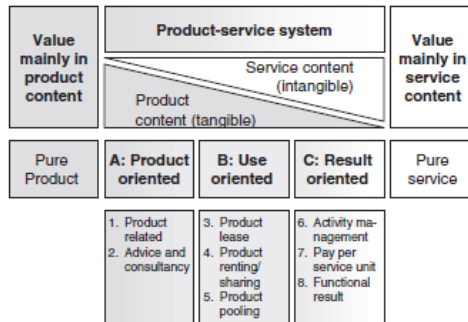 Value
mainly in
product
content
Product-service system
Service content
(intangible)
Product
content (tangible)
Value
mainly in
service
content
Pure
Product
A: Product
oriented
B: Use
oriented
C: Result
oriented
Pure
service
1. Product
related
2. Advice and
consultancy
3. Product
lease
4. Product
renting/
sharing
5. Product
pooling
6. Activity ma-
nagement
7. Pay per
service unit
8. Functional
result